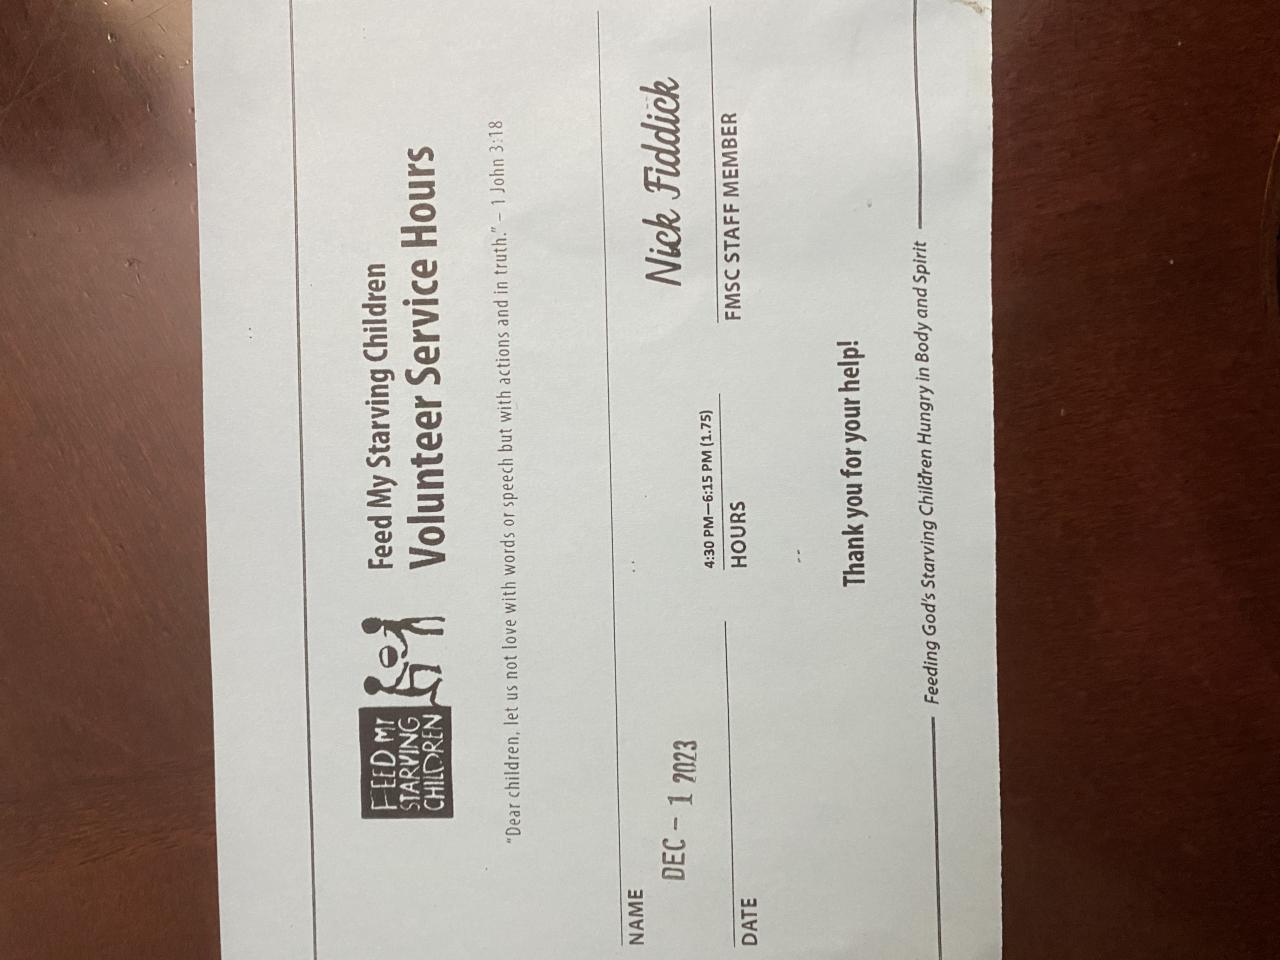 FEED MY
STARVING
CHILDREN
Feed My Starving Children
Volunteer Service Hours
"Dear children, let us not love with words or speech but with actions and in truth." – 1 John 3:18
NAME
DEC - 1 2023
4:30 PM—6:15 PM (1.75)
Nick Fiddick
DATE
HOURS
FMSC STAFF MEMBER
Thank you for your help!
Feeding God's Starving Children Hungry in Body and Spirit